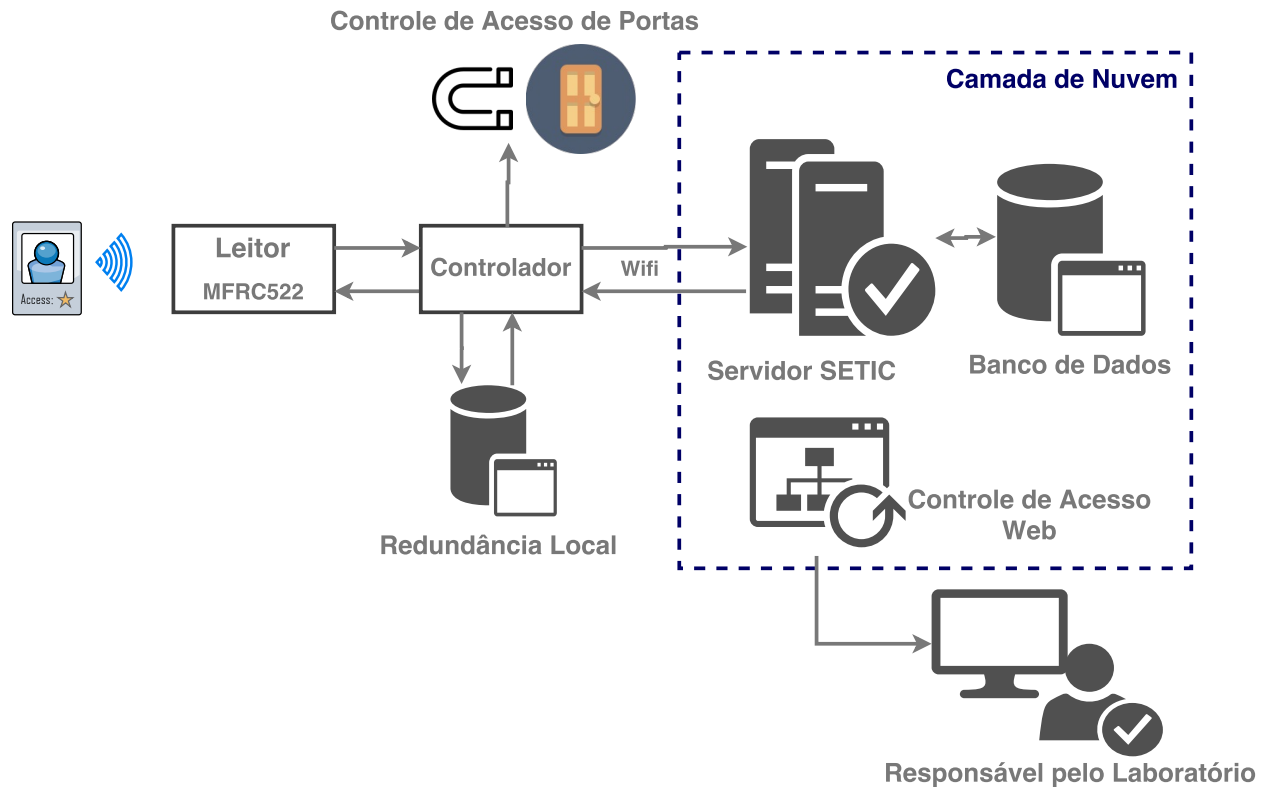 Controle de Acesso de Portas
Camada de Nuvem
Leitor
MFRC522
Controlador
Wifi
Access:
Servidor SETIC
Banco de Dados
Redundância Local
Controle de Acesso
Web
Responsável pelo Laboratório